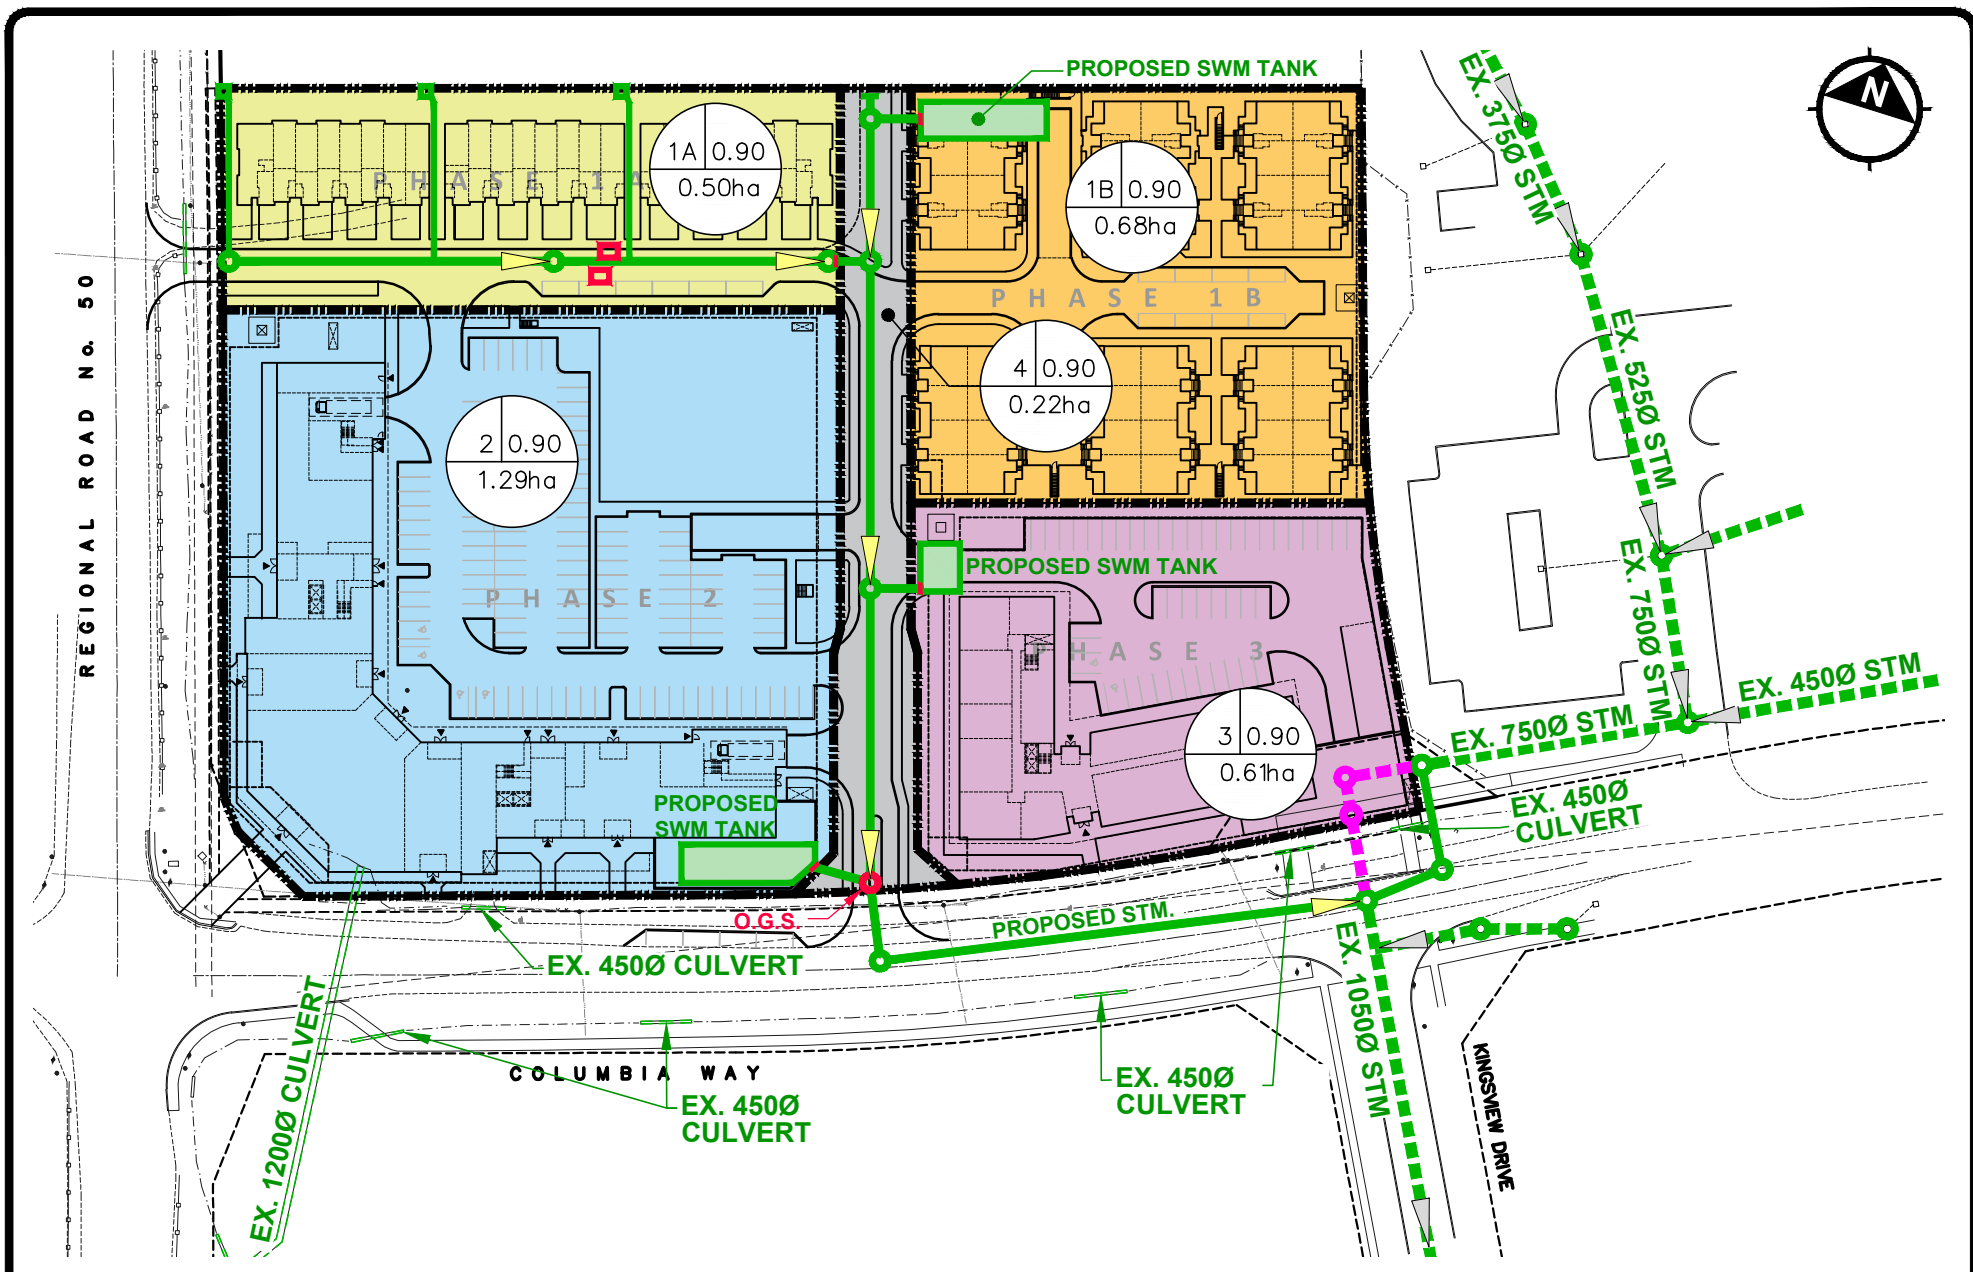 PROPOSED SWM TANK
N
EX. 375Ø STM
1A 0.90
0.50ha
PHASE 1A
1B 0.90
0.68ha
PHASE 1B
REGIONAL ROAD No. 50
4 0.90
0.22ha
EX. 525Ø STM
2 0.90
1.29ha
PHASE 2
PROPOSED SWM TANK
EX. 750Ø STM
PHASE 3
3 0.90
0.61ha
EX. 450Ø STM
EX. 750Ø STM
PROPOSED
SWM TANK
EX. 450Ø
CULVERT
O.G.S.
PROPOSED STM.
EX. 450Ø CULVERT
EX. 1200Ø CULVERT
EX. 1050Ø STM
COLUMBIA WAY
EX. 450Ø
CULVERT
EX. 450Ø
CULVERT
KINGSVIEW DRIVE